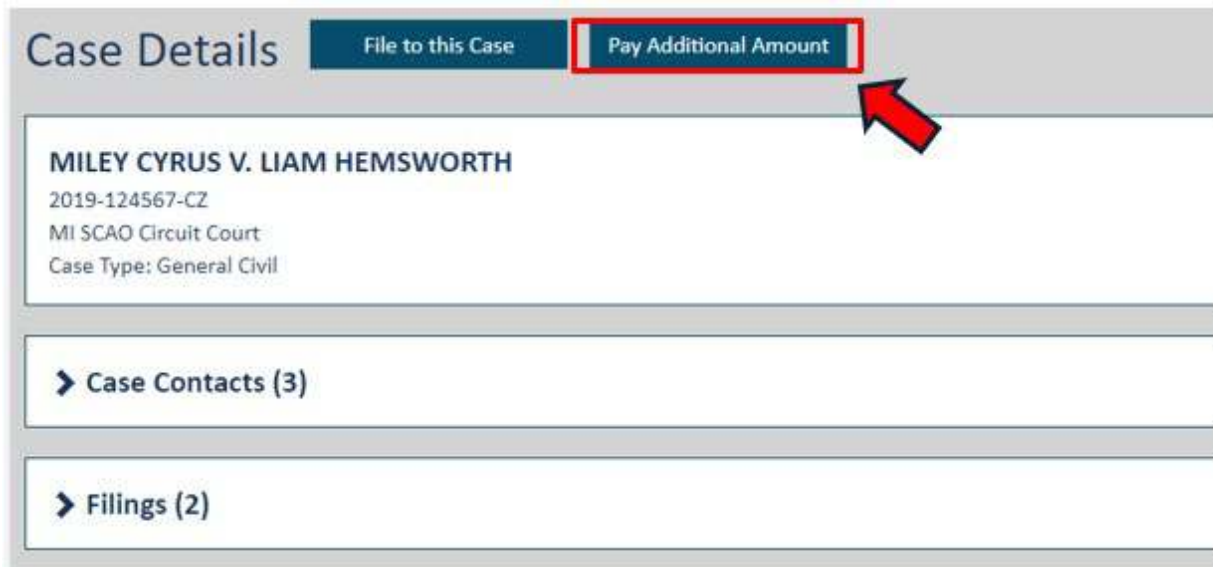 Case Details
File to this Case
Pay Additional Amount
MILEY CYRUS V. LIAM HEMSWORTH
2019-124567-CZ
MI SCAO Circuit Court
Case Type: General Civil
Case Contacts (3)
Filings (2)